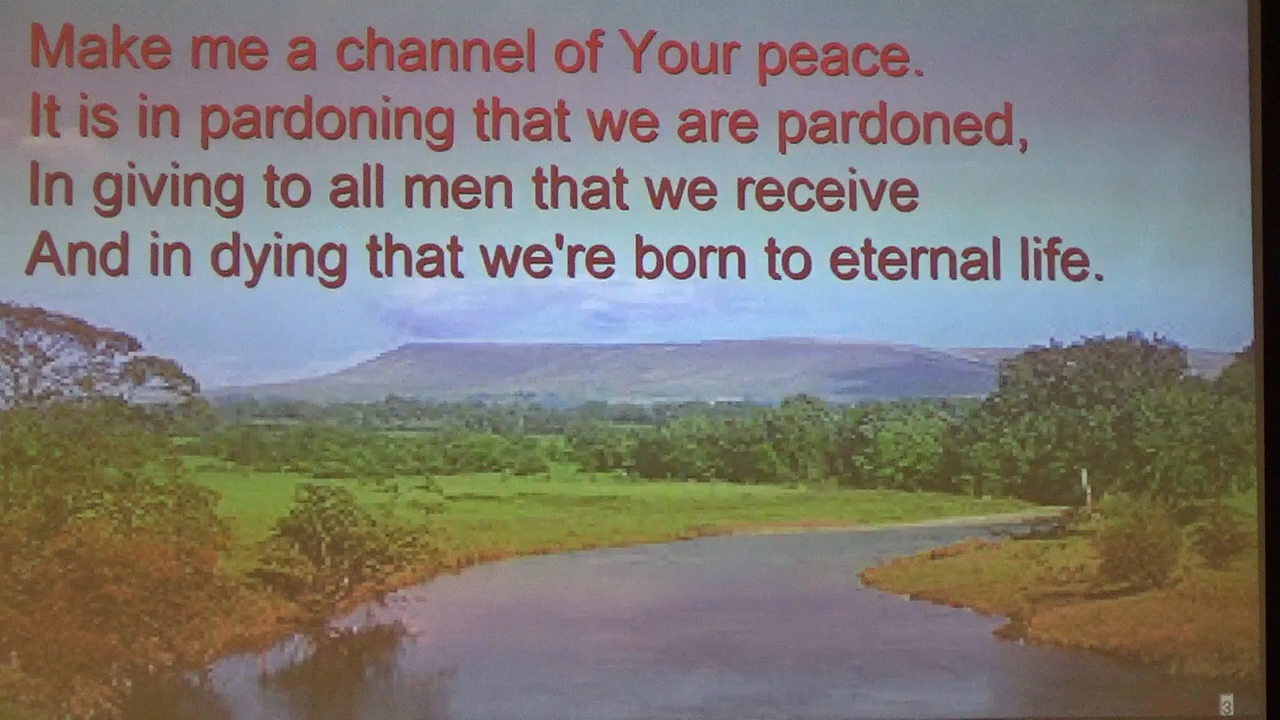 Make me a channel of Your peace.
It is in pardoning that we are pardoned,
In giving to all men that we receive
And in dying that we're born to eternal life.
3